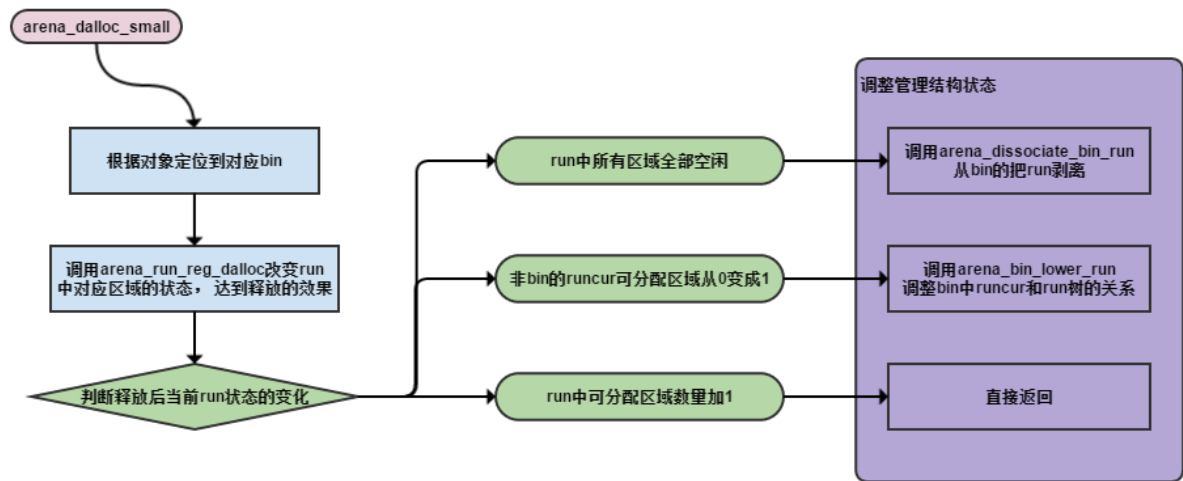 arena_dalloc_small
根据对象定位到对应bin
调用arena_run_reg_dalloc改变run
中对应区域的状态，达到释放的效果
判断释放后当前run状态的变化
run中所有区域全部空闲
非bin的runcur可分配区域从0变成1
run中可分配区域数量加1
调整管理结构状态
调用arena_dissociate_bin_run
从bin的把run剥离
调用arena_bin_lower_run
调整bin中runcur和run树的关系
直接返回